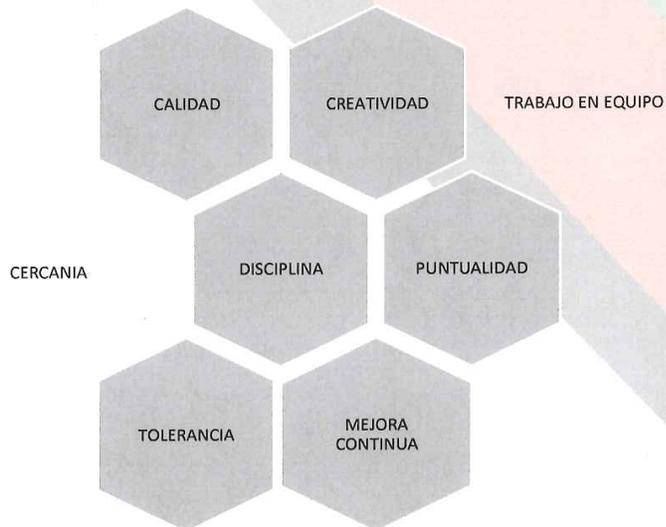 CALIDAD
CREATIVIDAD
TRABAJO EN EQUIPO
CERCANIA
DISCIPLINA
PUNTUALIDAD
TOLERANCIA
MEJORA
CONTINUA